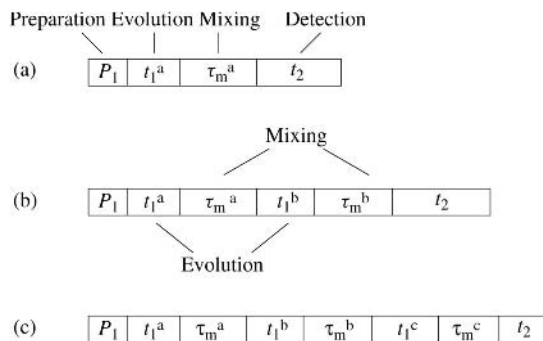 Preparation Evolution Mixing Detection
(a) P₁ t₁ᵃ τₘᵃ t₂
Mixing
(b) P₁ t₁ᵃ τₘᵃ t₁ᵇ τₘᵇ t₂
Evolution
(c) P₁ t₁ᵃ τₘᵃ t₁ᵇ τₘᵇ t₁ᶜ τₘᶜ t₂